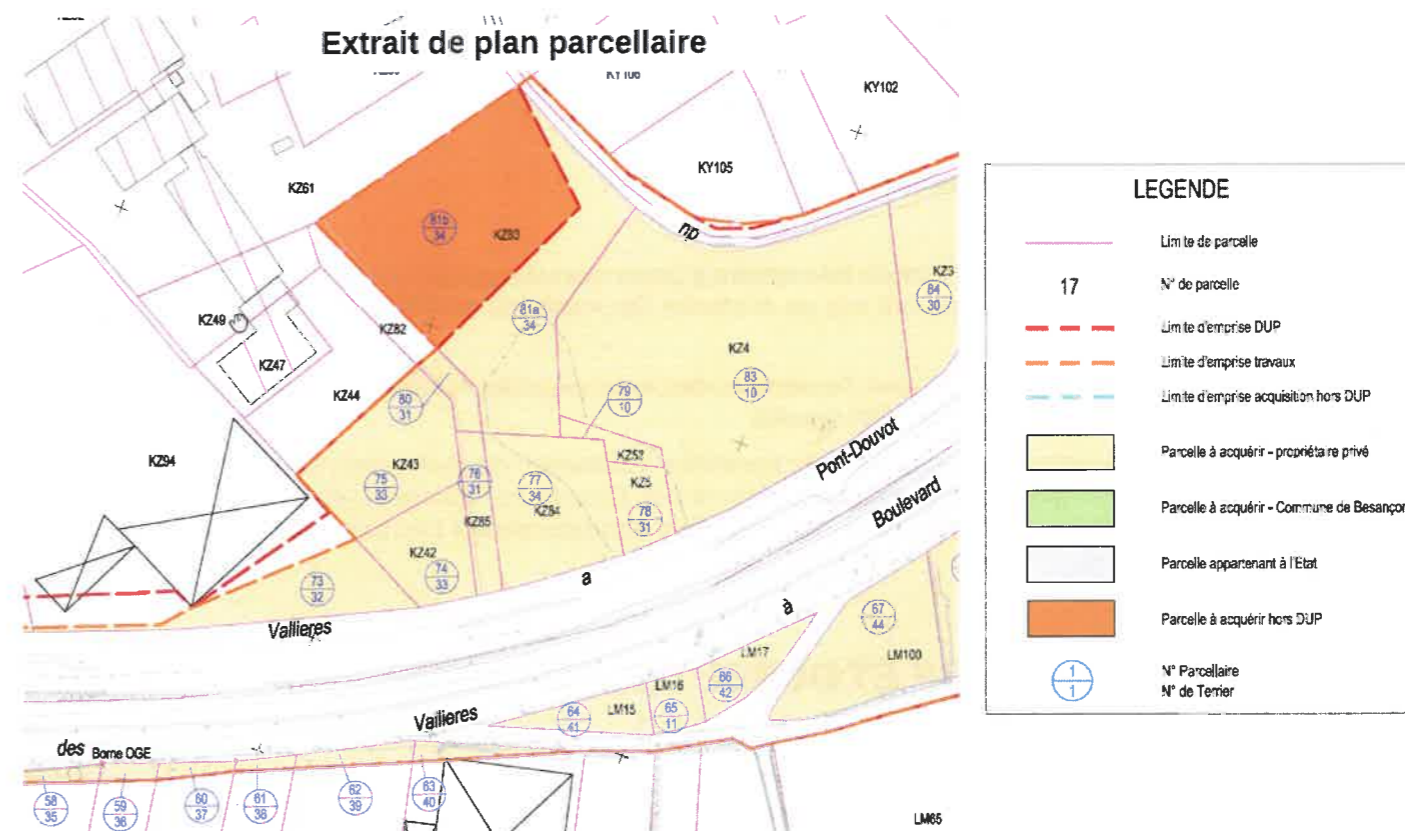 Extrait de plan parcellaire
KY106
KY102
KY105
KZ61
81b
34
KZ83
np
KZ3
84
30
KZ49
KZ82
81a
34
KZ4
83
10
KZ47
KZ44
79
10
80
31
Pont-Douvot
KZ94
KZ43
75
33
76
31
77
34
KZ84
KZ5
78
31
KZ85
Boulevard
KZ42
74
33
73
32
a
à
Vallieres
67
44
LM17
LM100
LM16
66
42
LM15
65
11
64
41
Vallieres
des
Borne OGE
58
35
59
36
60
37
61
38
62
39
63
40
LM65
LEGENDE
Limite de parcelle
17
N° de parcelle
Limite d'emprise DUP
Limite d'emprise travaux
Limite d'emprise acquisition hors DUP
Parcelle à acquérir - propriétaire privé
Parcelle à acquérir - Commune de Besançon
Parcelle appartenant à l'Etat
Parcelle à acquérir hors DUP
1
1
N° Parcellaire
N° de Terrier